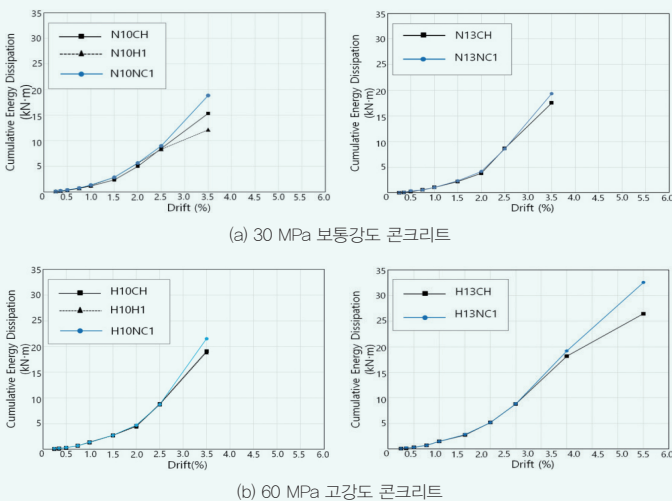 Cumulative Energy Dissipation
(kN·m)
35
30
25
20
15
10
5
N10CH
N10H1
N10NC1
0 0.5 1.0 1.5 2.0 2.5 3.0 3.5 4.0 4.5 5.0 5.5 6.0
Drift (%)
Cumulative Energy Dissipation
(kN·m)
35
30
25
20
15
10
5
N13CH
N13NC1
0 0.5 1.0 1.5 2.0 2.5 3.0 3.5 4.0 4.5 5.0 5.5 6.0
Drift (%)
(a) 30 MPa 보통강도 콘크리트
Cumulative Energy Dissipation
(kN·m)
35
30
25
20
15
10
5
H10CH
H10H1
H10NC1
0 0.5 1.0 1.5 2.0 2.5 3.0 3.5 4.0 4.5 5.0 5.5 6.0
Drift(%)
Cumulative Energy Dissipation
(kN·m)
35
30
25
20
15
10
5
H13CH
H13NC1
0 0.5 1.0 1.5 2.0 2.5 3.0 3.5 4.0 4.5 5.0 5.5 6.0
Drift (%)
(b) 60 MPa 고강도 콘크리트